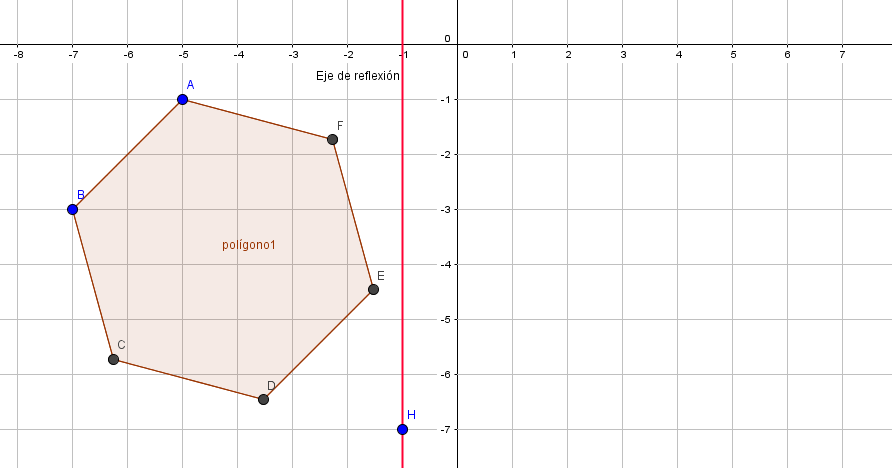 0
-8 -7 -6 -5 -4 -3 -2 -1 0 1 2 3 4 5 6 7
Eje de reflexión
A
-1
F
-2
B
-3
polígono1
-4
E
-5
C
D
-6
H
-7